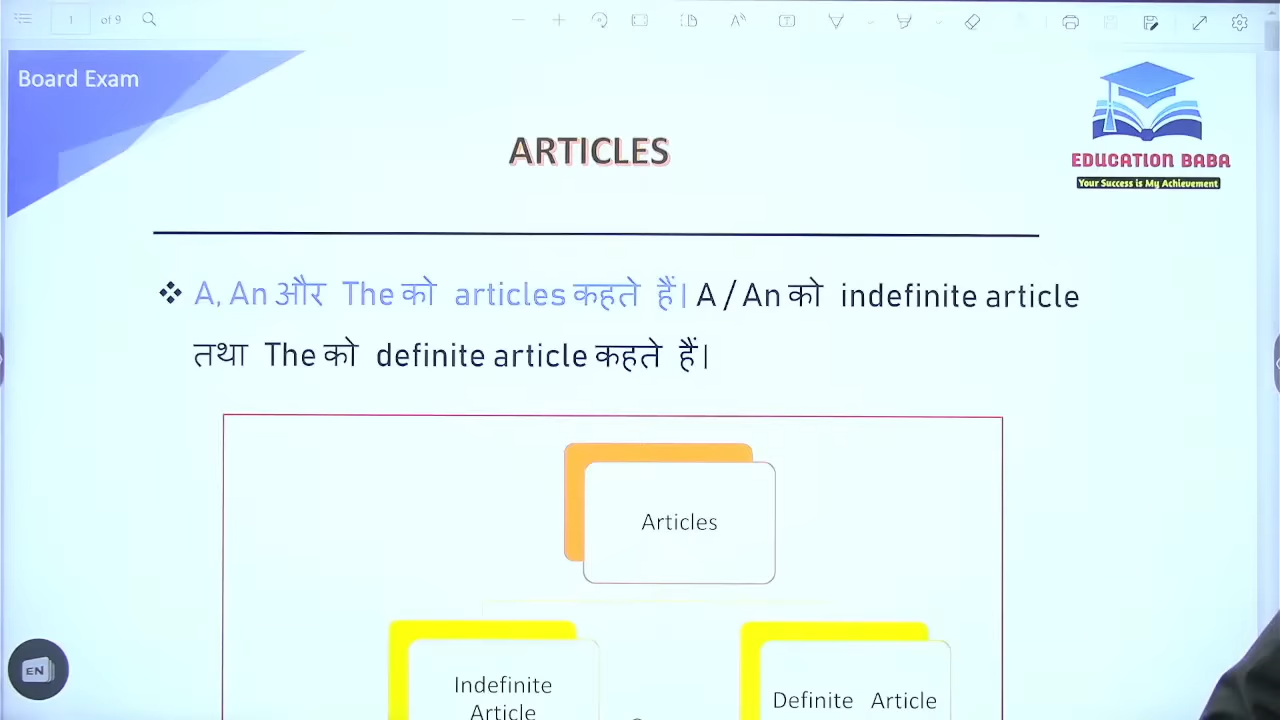 1 of 9
Board Exam
EDUCATION BABA
Your Success is My Achievement
ARTICLES
❖ A, An और The को articles कहते हैं। A / An को indefinite article
तथा The को definite article कहते हैं।
Articles
Indefinite
Article
Definite Article
EN